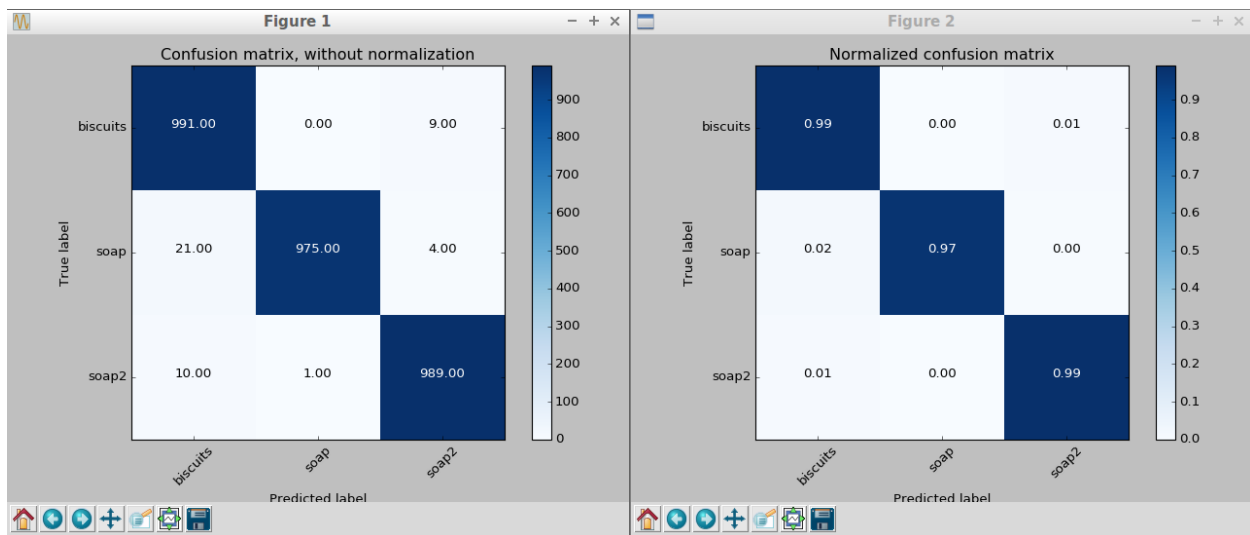 Figure 1
Confusion matrix, without normalization
biscuits 991.00 0.00 9.00
soap 21.00 975.00 4.00
soap2 10.00 1.00 989.00
True label
biscuits soap soap2
Predicted label
900
800
700
600
500
400
300
200
100
0
Figure 2
Normalized confusion matrix
biscuits 0.99 0.00 0.01
soap 0.02 0.97 0.00
soap2 0.01 0.00 0.99
True label
biscuits soap soap2
Predicted label
0.9
0.8
0.7
0.6
0.5
0.4
0.3
0.2
0.1
0.0